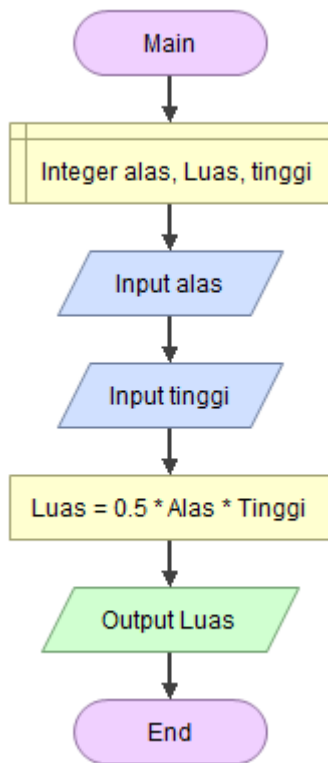 Main
Integer alas, Luas, tinggi
Input alas
Input tinggi
Luas = 0.5 * Alas * Tinggi
Output Luas
End